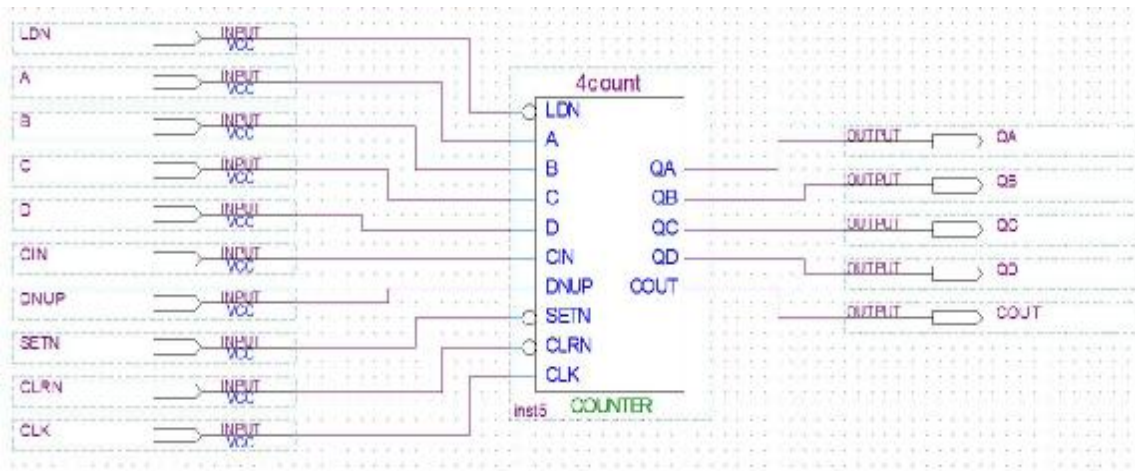 LDN INPUT VCC
A INPUT VCC
B INPUT VCC
C INPUT VCC
D INPUT VCC
CIN INPUT VCC
DNUP INPUT VCC
SETN INPUT VCC
CLRN INPUT VCC
CLK INPUT VCC
4count
LDN
A
B QA
C QB
D QC
CIN QD
DNUP COUT
SETN
CLRN
CLK
inst5 COUNTER
OUTPUT QA
OUTPUT QB
OUTPUT QC
OUTPUT QD
OUTPUT COUT